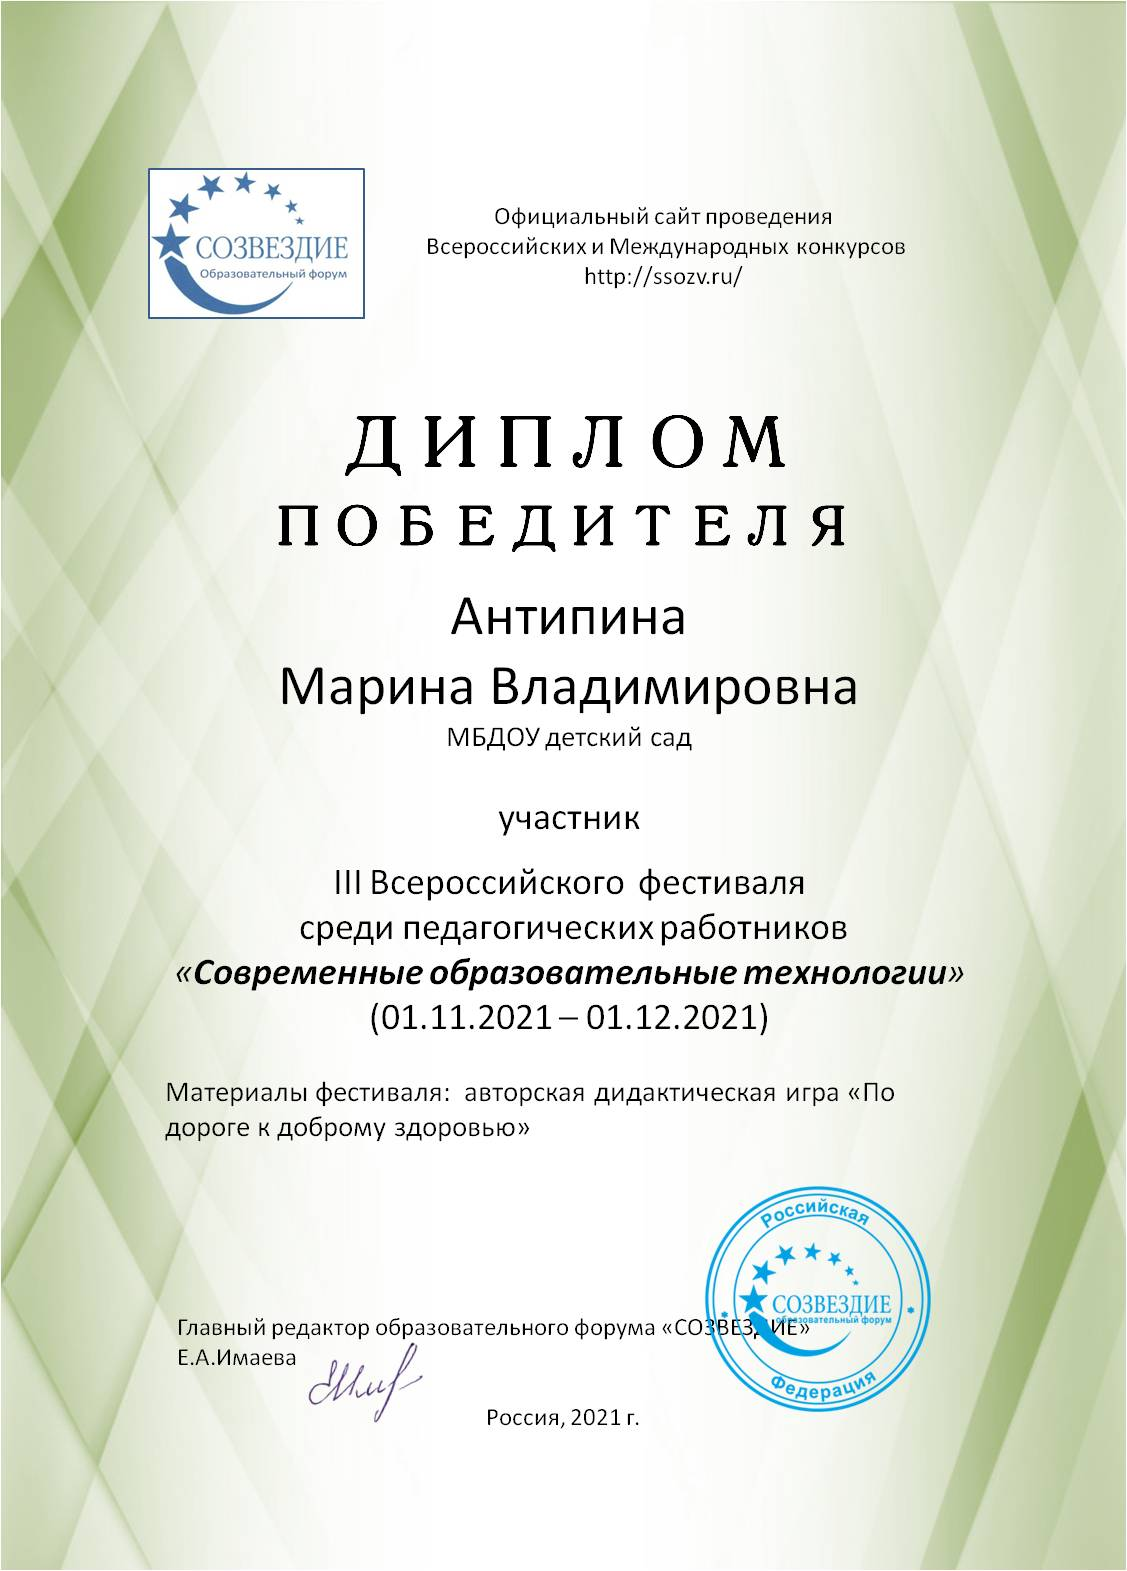 СОЗВЕЗДИЕ
Образовательный форум
Официальный сайт проведения
Всероссийских и Международных конкурсов
http://ssozv.ru/
ДИПЛОМ
ПОБЕДИТЕЛЯ
Антипина
Марина Владимировна
МБДОУ детский сад
участник
III Всероссийского фестиваля
среди педагогических работников
«Современные образовательные технологии»
(01.11.2021 – 01.12.2021)
Материалы фестиваля: авторская дидактическая игра «По
дороге к доброму здоровью»
Российская
СОЗВЕЗДИЕ
образовательный форум
Федерация
Главный редактор образовательного форума «СОЗВЕЗДИЕ»
Е.А.Имаева
Россия, 2021 г.